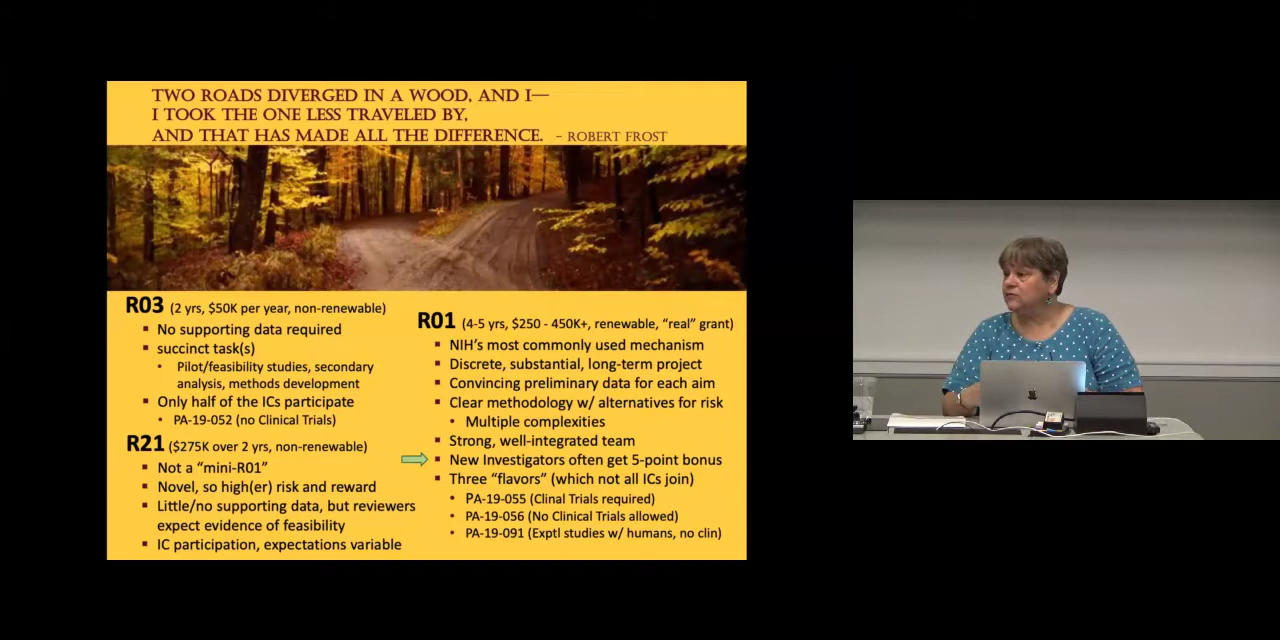 TWO ROADS DIVERGED IN A WOOD, AND I—
I TOOK THE ONE LESS TRAVELED BY,
AND THAT HAS MADE ALL THE DIFFERENCE. – ROBERT FROST
R03 (2 yrs, $50K per year, non-renewable)
▪ No supporting data required
▪ succinct task(s)
• Pilot/feasibility studies, secondary
analysis, methods development
▪ Only half of the ICs participate
• PA-19-052 (no Clinical Trials)
R21 ($275K over 2 yrs, non-renewable)
▪ Not a “mini-R01”
▪ Novel, so high(er) risk and reward
▪ Little/no supporting data, but reviewers
expect evidence of feasibility
▪ IC participation, expectations variable
R01 (4-5 yrs, $250 - 450K+, renewable, “real” grant)
▪ NIH’s most commonly used mechanism
▪ Discrete, substantial, long-term project
▪ Convincing preliminary data for each aim
▪ Clear methodology w/ alternatives for risk
• Multiple complexities
▪ Strong, well-integrated team
▪ New Investigators often get 5-point bonus
▪ Three “flavors” (which not all ICs join)
• PA-19-055 (Clinal Trials required)
• PA-19-056 (No Clinical Trials allowed)
• PA-19-091 (Exptl studies w/ humans, no clin)